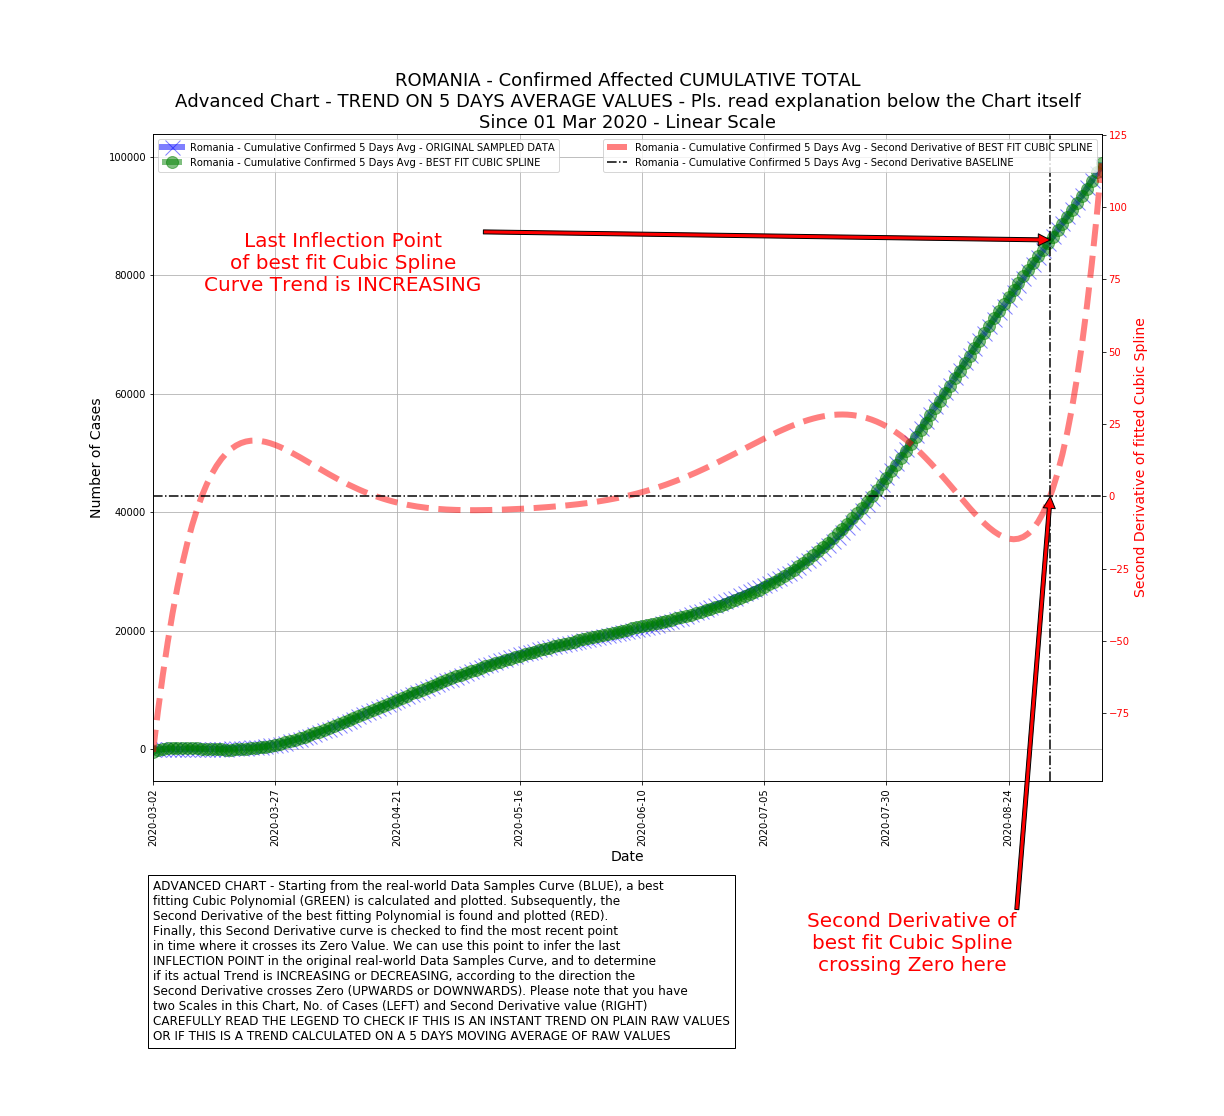 ROMANIA - Confirmed Affected CUMULATIVE TOTAL
Advanced Chart - TREND ON 5 DAYS AVERAGE VALUES - Pls. read explanation below the Chart itself
Since 01 Mar 2020 - Linear Scale
Romania - Cumulative Confirmed 5 Days Avg - ORIGINAL SAMPLED DATA
Romania - Cumulative Confirmed 5 Days Avg - BEST FIT CUBIC SPLINE
Romania - Cumulative Confirmed 5 Days Avg - Second Derivative of BEST FIT CUBIC SPLINE
Romania - Cumulative Confirmed 5 Days Avg - Second Derivative BASELINE
Last Inflection Point
of best fit Cubic Spline
Curve Trend is INCREASING
Number of Cases
100000
80000
60000
40000
20000
0
125
100
75
50
25
0
−25
−50
−75
Second Derivative of fitted Cubic Spline
2020-03-02
2020-03-27
2020-04-21
2020-05-16
2020-06-10
2020-07-05
2020-07-30
2020-08-24
Date
ADVANCED CHART - Starting from the real-world Data Samples Curve (BLUE), a best
fitting Cubic Polynomial (GREEN) is calculated and plotted. Subsequently, the
Second Derivative of the best fitting Polynomial is found and plotted (RED).
Finally, this Second Derivative curve is checked to find the most recent point
in time where it crosses its Zero Value. We can use this point to infer the last
INFLECTION POINT in the original real-world Data Samples Curve, and to determine
if its actual Trend is INCREASING or DECREASING, according to the direction the
Second Derivative crosses Zero (UPWARDS or DOWNWARDS). Please note that you have
two Scales in this Chart, No. of Cases (LEFT) and Second Derivative value (RIGHT)
CAREFULLY READ THE LEGEND TO CHECK IF THIS IS AN INSTANT TREND ON PLAIN RAW VALUES
OR IF THIS IS A TREND CALCULATED ON A 5 DAYS MOVING AVERAGE OF RAW VALUES
Second Derivative of
best fit Cubic Spline
crossing Zero here